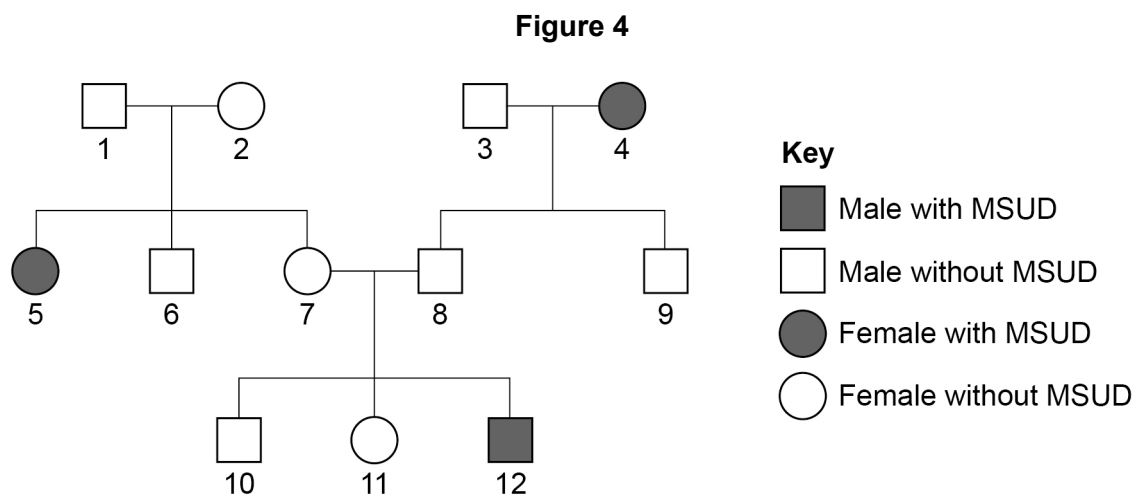 Figure 4
1 2 3 4
Key
Male with MSUD
Male without MSUD
5 6 7 8 9
Female with MSUD
Female without MSUD
10 11 12